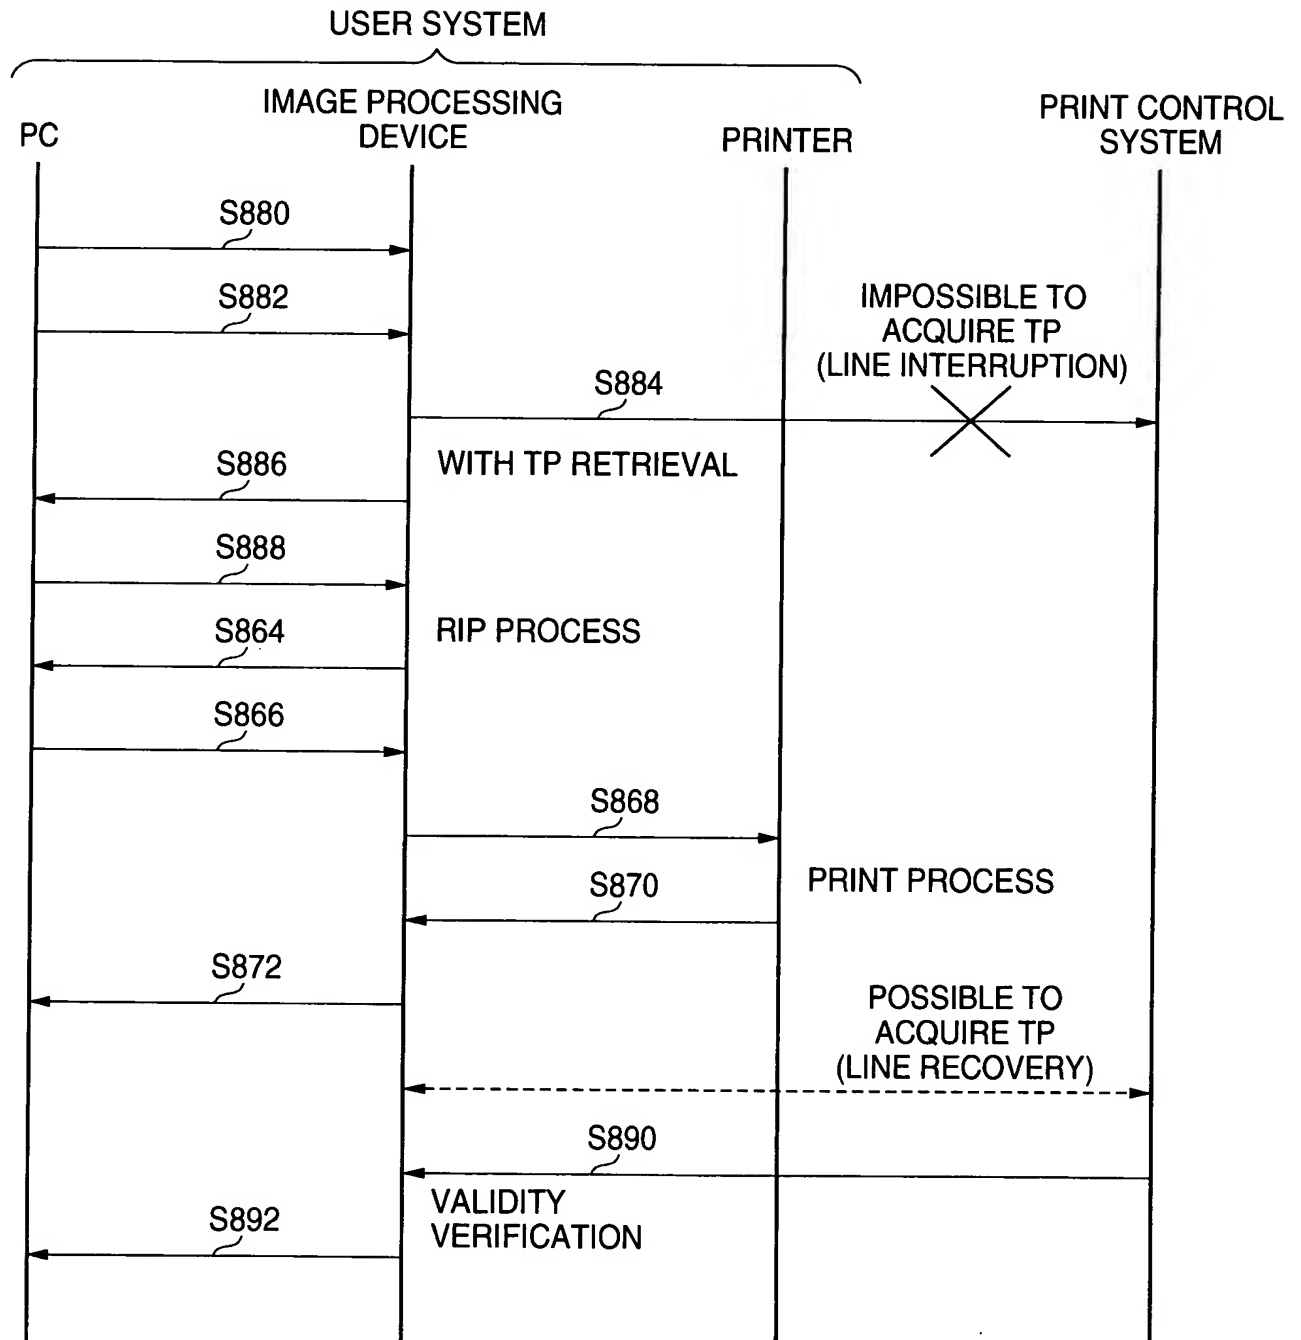 USER SYSTEM
IMAGE PROCESSING
DEVICE
PC
PRINTER
PRINT CONTROL
SYSTEM
S880
S882
IMPOSSIBLE TO
ACQUIRE TP
(LINE INTERRUPTION)
S884
WITH TP RETRIEVAL
S886
S888
S864
RIP PROCESS
S866
S868
PRINT PROCESS
S870
S872
POSSIBLE TO
ACQUIRE TP
(LINE RECOVERY)
S890
VALIDITY
VERIFICATION
S892